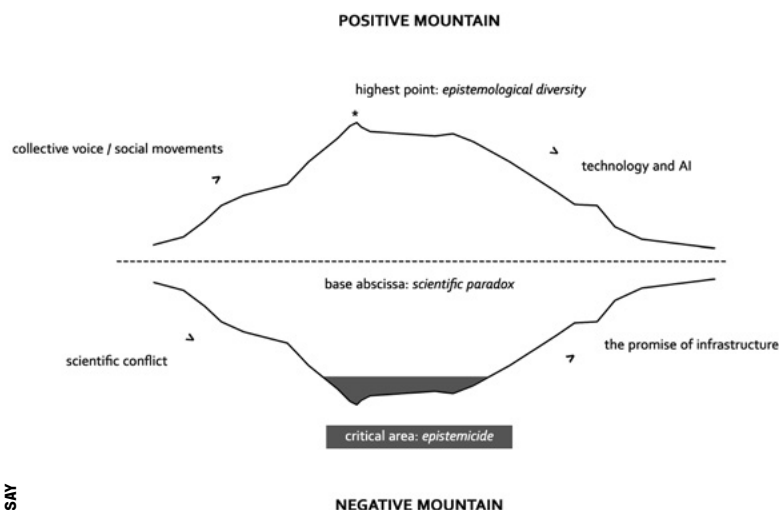 POSITIVE MOUNTAIN
highest point: epistemological diversity
*
collective voice / social movements
technology and AI
base abscissa: scientific paradox
scientific conflict
the promise of infrastructure
critical area: epistemicide
SAY
NEGATIVE MOUNTAIN